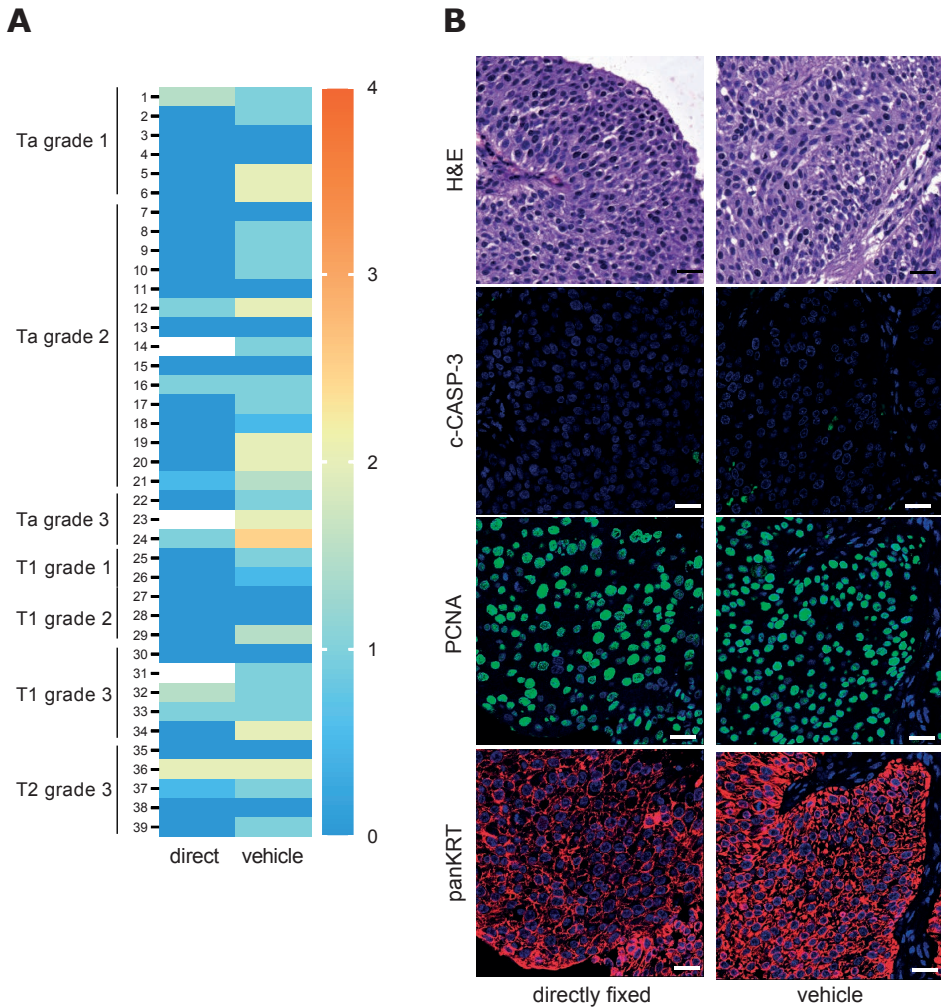 A
B
Ta grade 1
Ta grade 2
Ta grade 3
T1 grade 1
T1 grade 2
T1 grade 3
T2 grade 3
1
2
3
4
5
6
7
8
9
10
11
12
13
14
15
16
17
18
19
20
21
22
23
24
25
26
27
28
29
30
31
32
33
34
35
36
37
38
39
direct vehicle
4
3
2
1
0
H&E
c-CASP-3
PCNA
panKRT
directly fixed vehicle